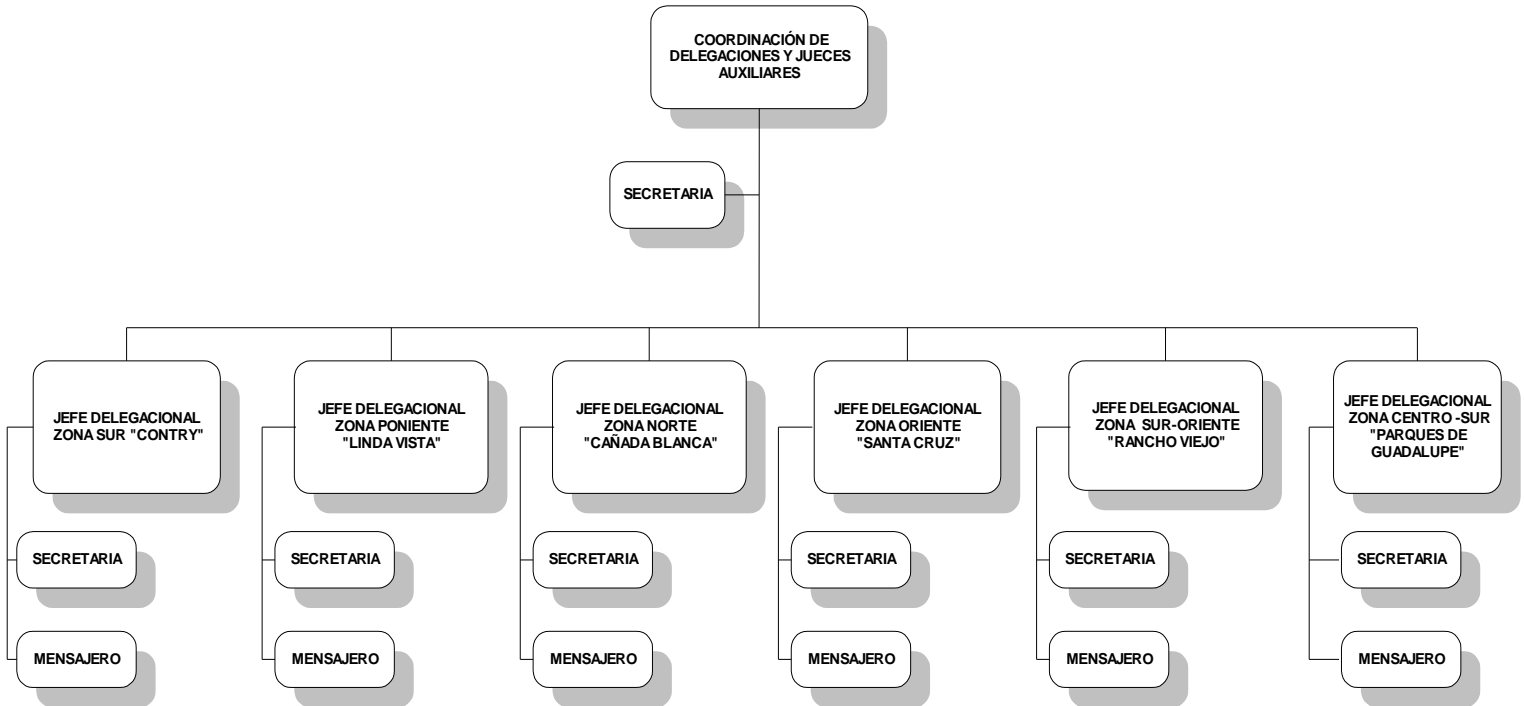 COORDINACIÓN DE
DELEGACIONES Y JUECES
AUXILIARES
SECRETARIA
JEFE DELEGACIONAL
ZONA SUR "CONTRY"
JEFE DELEGACIONAL
ZONA PONIENTE
"LINDA VISTA"
JEFE DELEGACIONAL
ZONA NORTE
"CAÑADA BLANCA"
JEFE DELEGACIONAL
ZONA ORIENTE
"SANTA CRUZ"
JEFE DELEGACIONAL
ZONA SUR-ORIENTE
"RANCHO VIEJO"
JEFE DELEGACIONAL
ZONA CENTRO -SUR
"PARQUES DE
GUADALUPE"
SECRETARIA
SECRETARIA
SECRETARIA
SECRETARIA
SECRETARIA
SECRETARIA
MENSAJERO
MENSAJERO
MENSAJERO
MENSAJERO
MENSAJERO
MENSAJERO